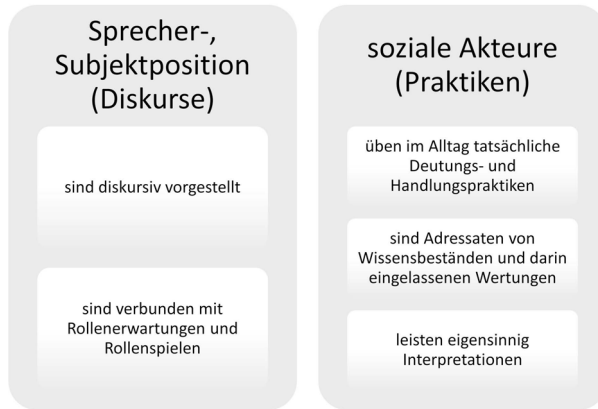 Sprecher-,
Subjektposition
(Diskurse)
sind diskursiv vorgestellt
sind verbunden mit
Rollenerwartungen und
Rollenspielen
soziale Akteure
(Praktiken)
üben im Alltag tatsächliche
Deutungs- und
Handlungspraktiken
sind Adressaten von
Wissensbeständen und darin
eingelassenen Wertungen
leisten eigensinnig
Interpretationen